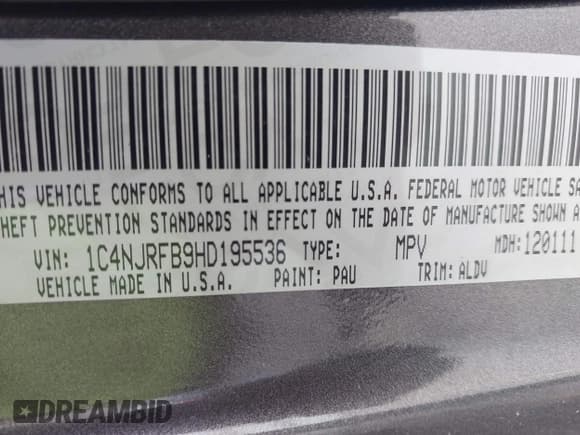 THIS VEHICLE CONFORMS TO ALL APPLICABLE U.S.A. FEDERAL MOTOR VEHICLE SA
HEFT PREVENTION STANDARDS IN EFFECT ON THE DATE OF MANUFACTURE SHOWN A
VIN: 1C4NJRFB9HD195536 TYPE: MPV MDH: 120111
VEHICLE MADE IN U.S.A. PAINT: PAU TRIM: ALDV
DREAMBID